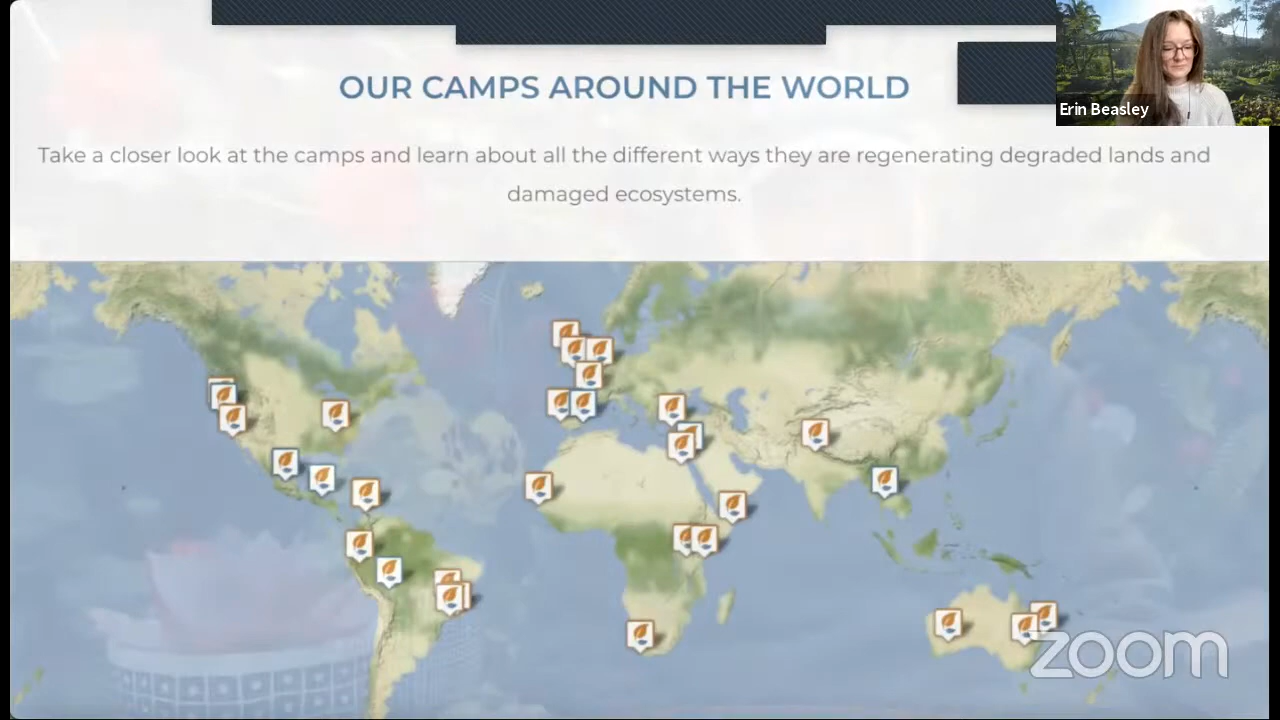 OUR CAMPS AROUND THE WORLD
Erin Beasley
Take a closer look at the camps and learn about all the different ways they are regenerating degraded lands and
damaged ecosystems.
zoom